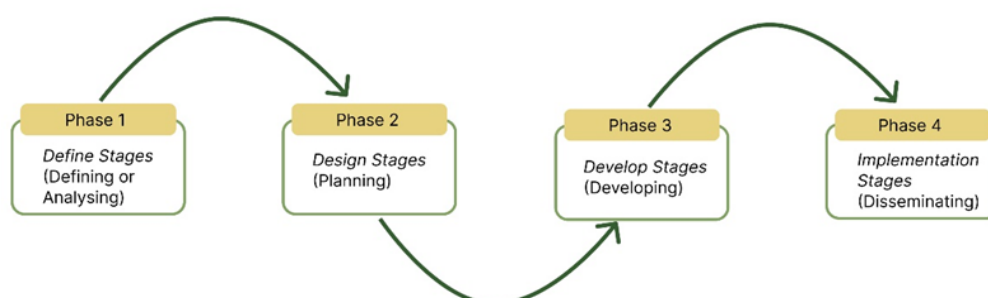 Phase 1
Define Stages
(Defining or
Analysing)
Phase 2
Design Stages
(Planning)
Phase 3
Develop Stages
(Developing)
Phase 4
Implementation
Stages
(Disseminating)